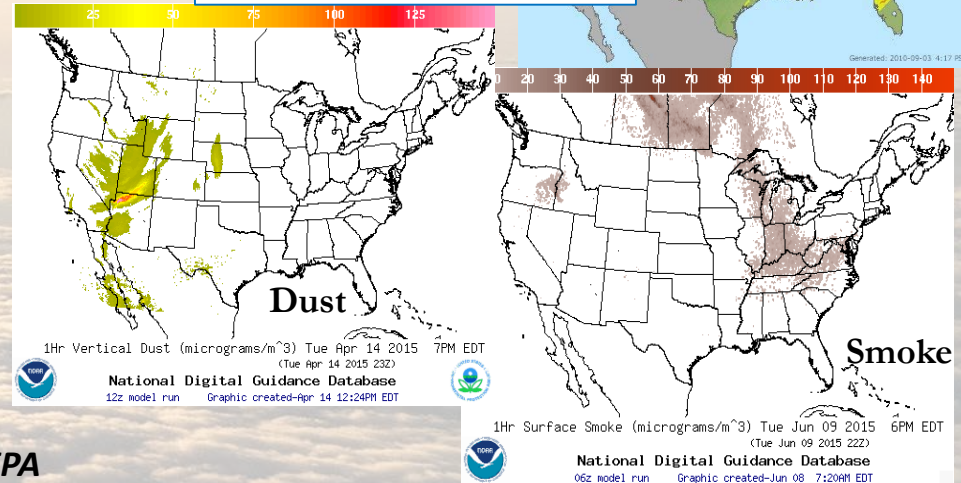 25 50 75 100 125
Generated: 2010-09-03 4:17
20 30 40 50 60 70 80 90 100 110 120 130 140
Dust
1Hr Vertical Dust (micrograms/m^3) Tue Apr 14 2015 7PM EDT
(Tue Apr 14 2015 23Z)
NOAA
National Digital Guidance Database
12z model run Graphic created-Apr 14 12:24PM EDT
Smoke
1Hr Surface Smoke (micrograms/m^3) Tue Jun 09 2015 6PM EDT
(Tue Jun 09 2015 22Z)
NOAA
National Digital Guidance Database
06z model run Graphic created-Jun 08 7:20AM EDT